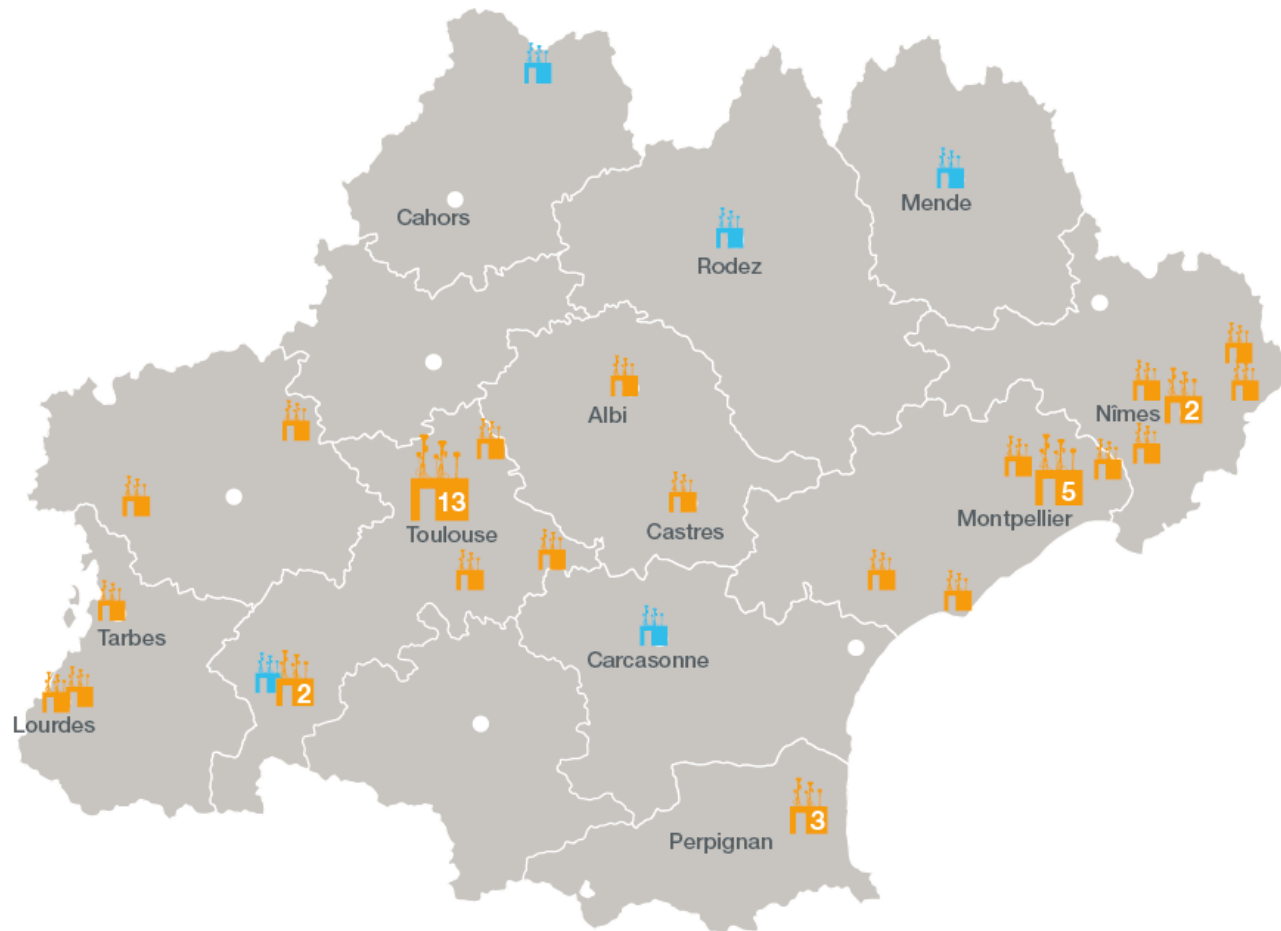 Cahors
Mende
Rodez
Albi
Nîmes
2
13
Toulouse
Castres
5
Montpellier
Tarbes
Carcasonne
2
Lourdes
3
Perpignan